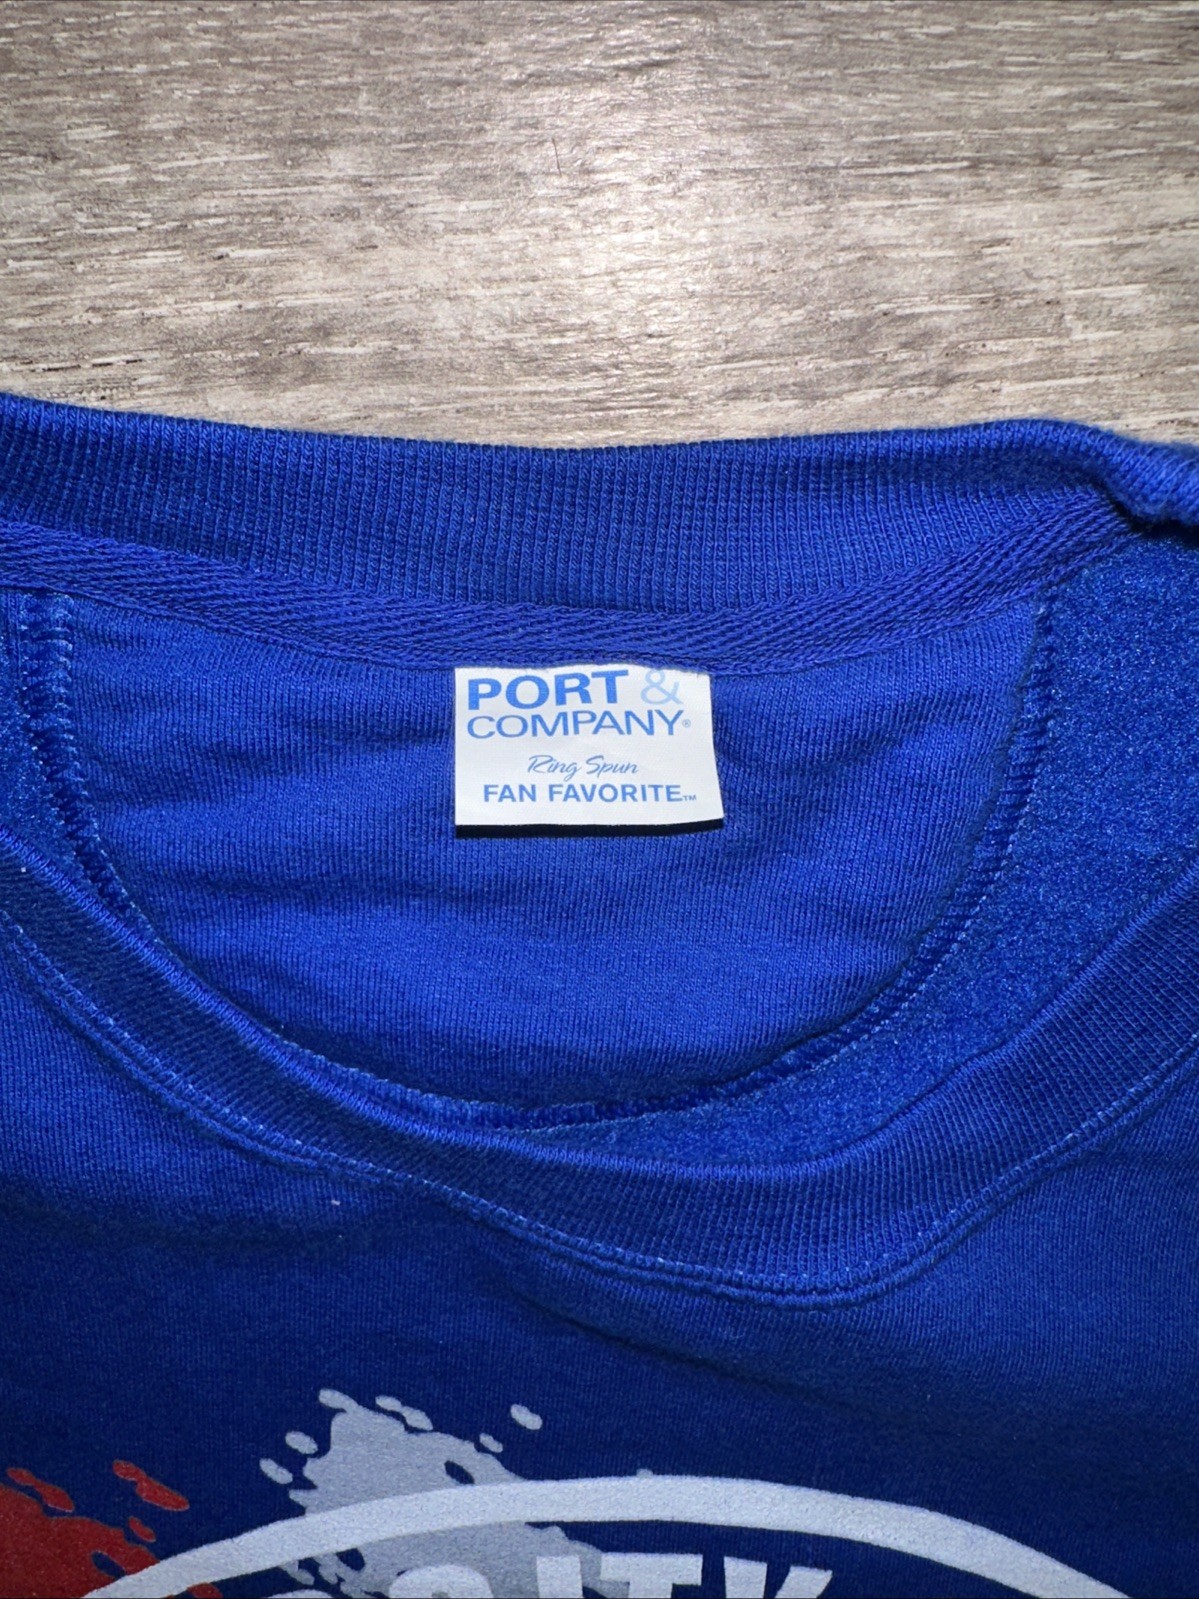 PORT &
COMPANY®
Ring Spun
FAN FAVORITE™